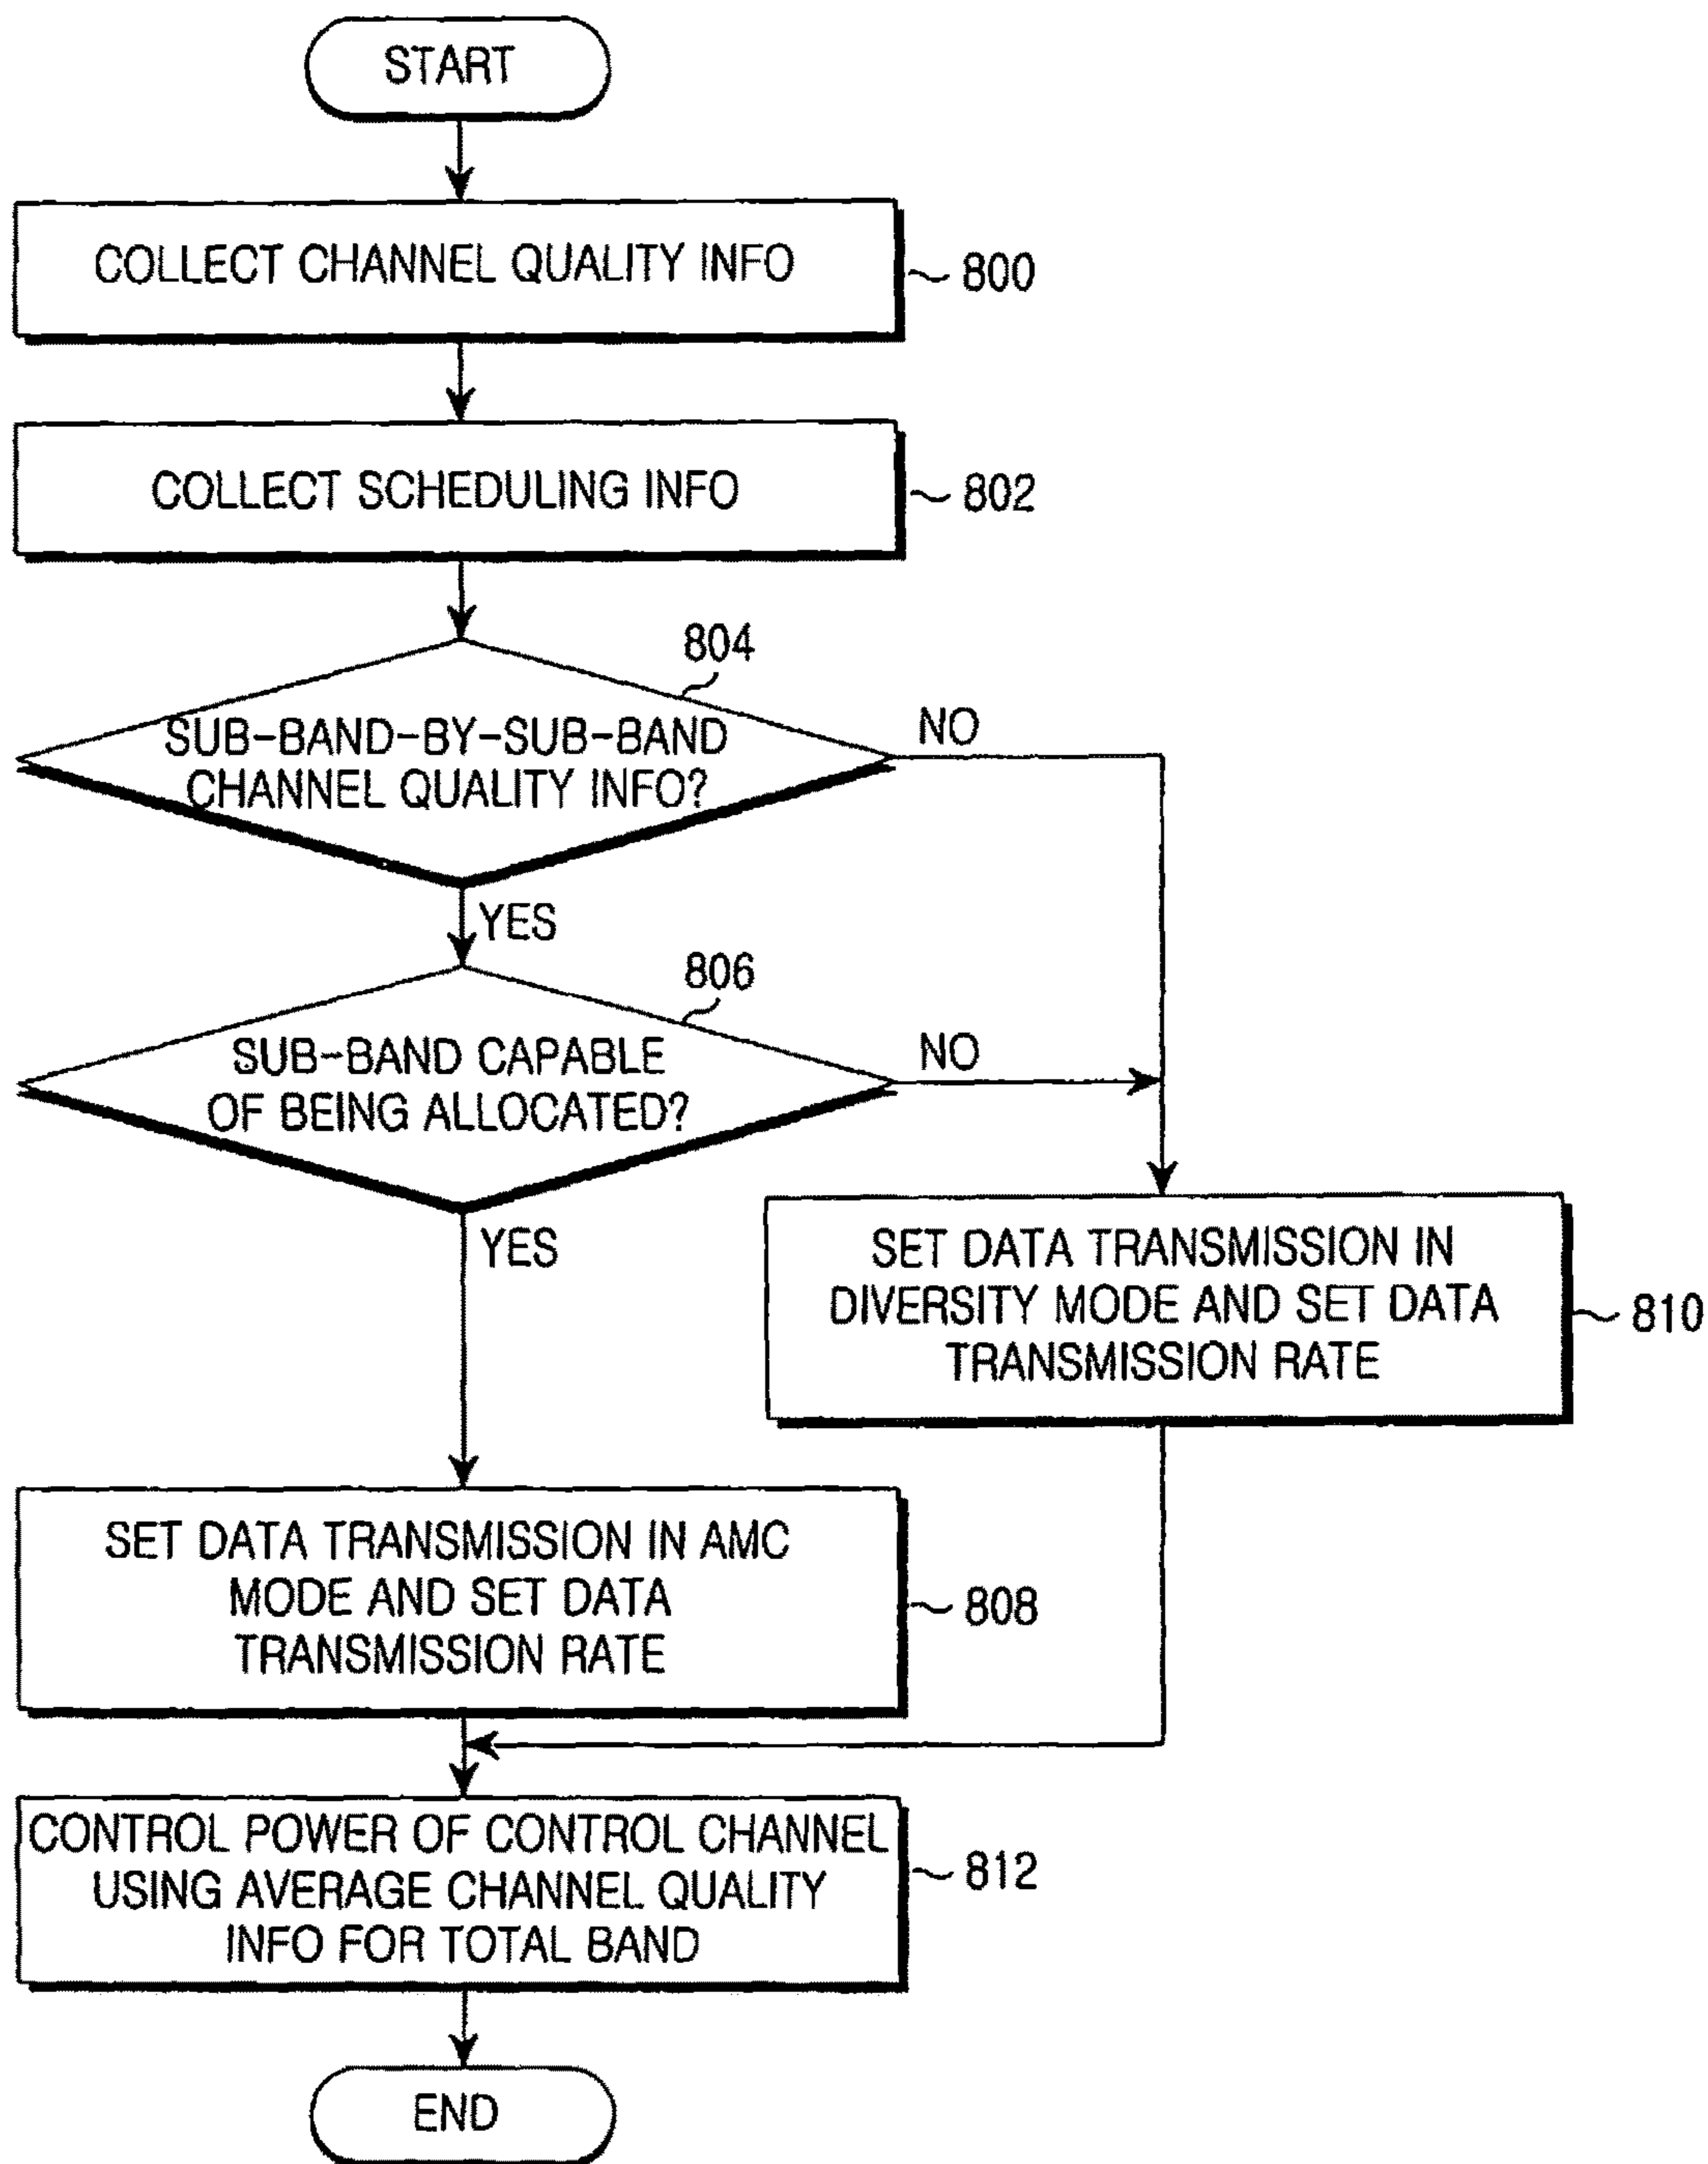 START
COLLECT CHANNEL QUALITY INFO
800
COLLECT SCHEDULING INFO
802
804
SUB-BAND-BY-SUB-BAND
CHANNEL QUALITY INFO?
NO
YES
806
SUB-BAND CAPABLE
OF BEING ALLOCATED?
NO
YES
SET DATA TRANSMISSION IN
DIVERSITY MODE AND SET DATA
TRANSMISSION RATE
810
SET DATA TRANSMISSION IN AMC
MODE AND SET DATA
TRANSMISSION RATE
808
CONTROL POWER OF CONTROL CHANNEL
USING AVERAGE CHANNEL QUALITY
INFO FOR TOTAL BAND
812
END